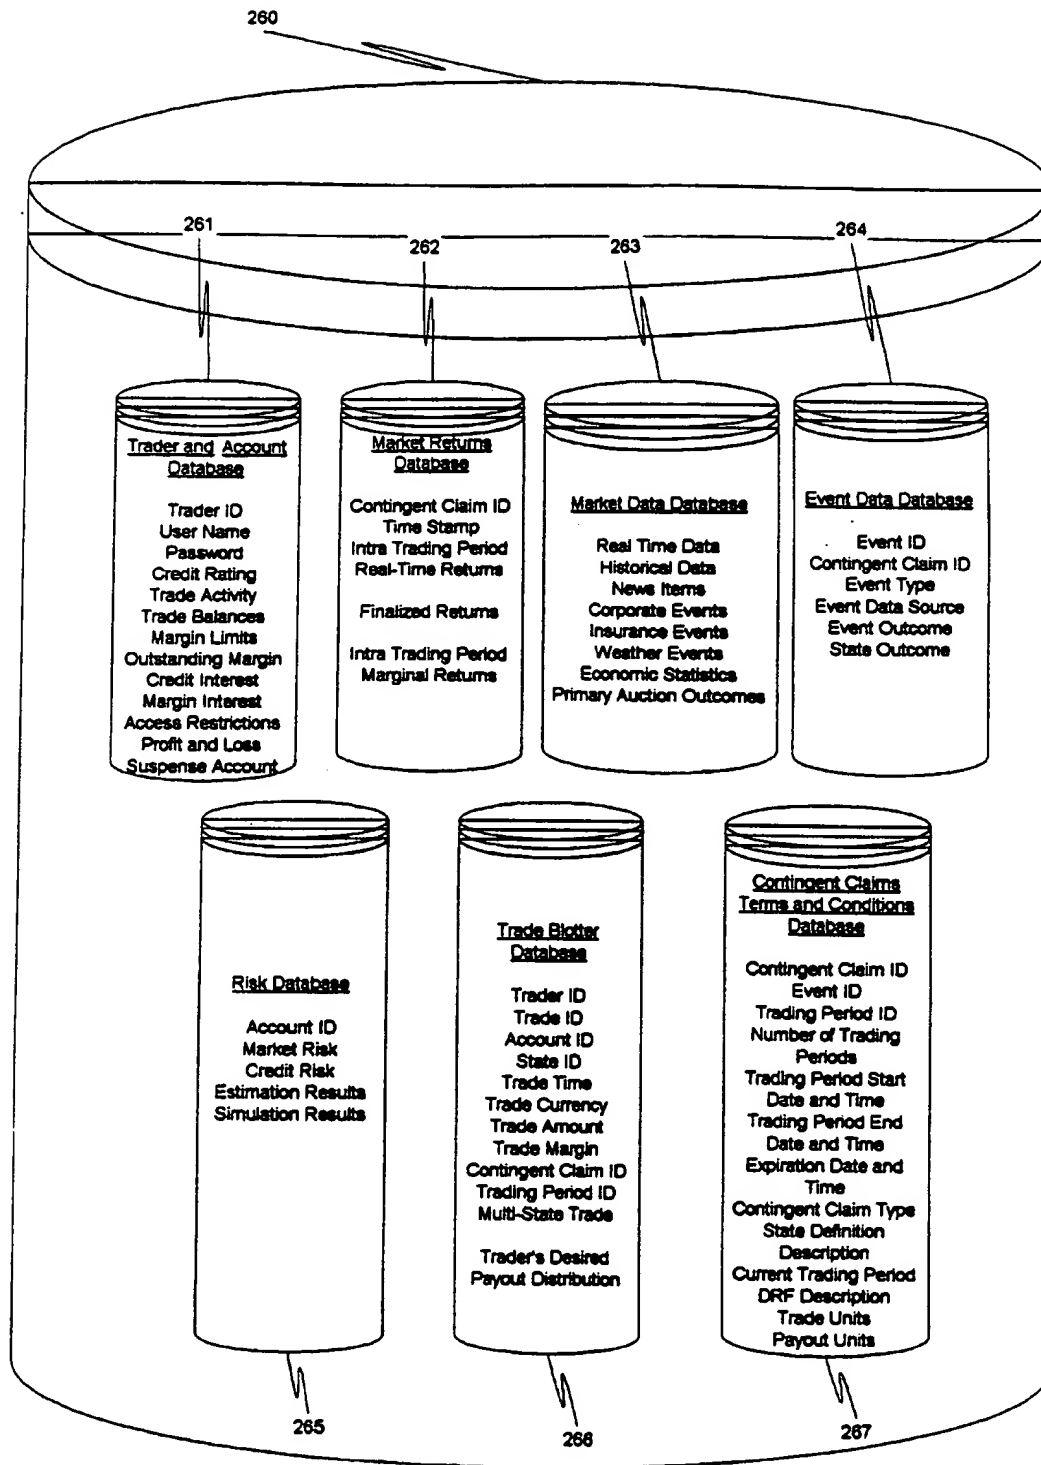 260
261
262
263
264
Trader and Account
Database
Trader ID
User Name
Password
Credit Rating
Trade Activity
Trade Balances
Margin Limits
Outstanding Margin
Credit Interest
Margin Interest
Access Restrictions
Profit and Loss
Suspense Account
Market Returns
Database
Contingent Claim ID
Time Stamp
Intra Trading Period
Real-Time Returns
Finalized Returns
Intra Trading Period
Marginal Returns
Market Data Database
Real Time Data
Historical Data
News Items
Corporate Events
Insurance Events
Weather Events
Economic Statistics
Primary Auction Outcomes
Event Data Database
Event ID
Contingent Claim ID
Event Type
Event Data Source
Event Outcome
State Outcome
Risk Database
Account ID
Market Risk
Credit Risk
Estimation Results
Simulation Results
Trade Blotter
Database
Trader ID
Trade ID
Account ID
State ID
Trade Time
Trade Currency
Trade Amount
Trade Margin
Contingent Claim ID
Trading Period ID
Multi-State Trade
Trader's Desired
Payout Distribution
Contingent Claims
Terms and Conditions
Database
Contingent Claim ID
Event ID
Trading Period ID
Number of Trading
Periods
Trading Period Start
Date and Time
Trading Period End
Date and Time
Expiration Date and
Time
Contingent Claim Type
State Definition
Description
Current Trading Period
DRF Description
Trade Units
Payout Units
265
266
267